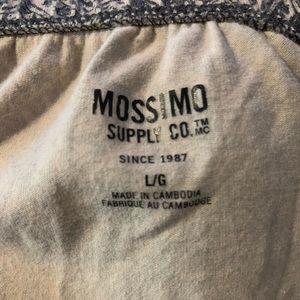 MOSSIMO
SUPPLY CO.™ MC
SINCE 1987
L/G
MADE IN CAMBODIA
FABRIQUE AU CAMBODGE